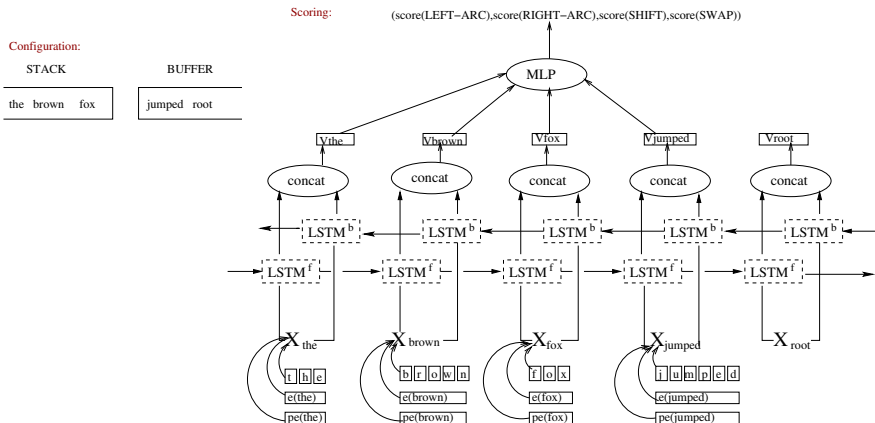 Scoring: (score(LEFT−ARC),score(RIGHT−ARC),score(SHIFT),score(SWAP))
Configuration:
STACK BUFFER
the brown fox jumped root
MLP
Vthe Vbrown Vfox Vjumped Vroot
concat concat concat concat concat
LSTM b LSTM b LSTM b LSTM b LSTM b
LSTM f LSTM f LSTM f LSTM f LSTM f
X the X brown X fox X jumped X root
t h e b r o w n f o x j u m p e d
e(the) e(brown) e(fox) e(jumped)
pe(the) pe(brown) pe(fox) pe(jumped)